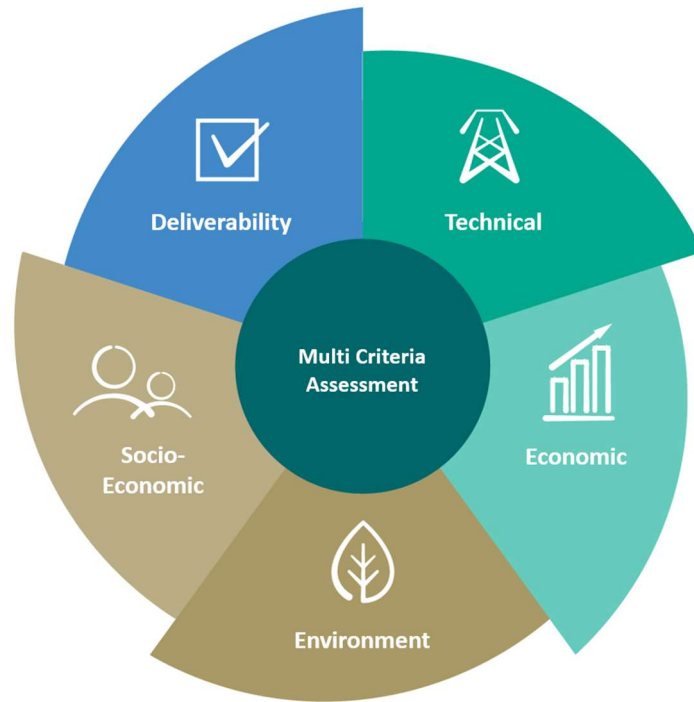 Deliverability
Technical
Multi Criteria
Assessment
Socio-
Economic
Economic
Environment